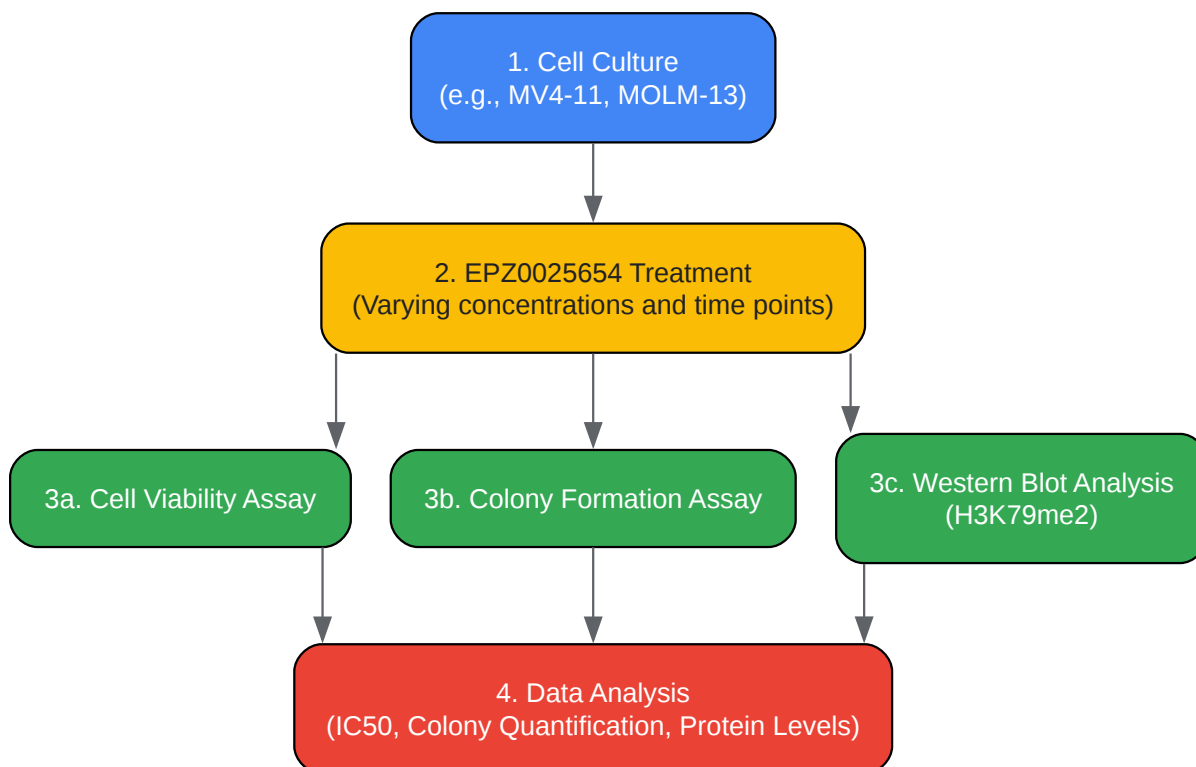 1. Cell Culture
(e.g., MV4-11, MOLM-13)
2. EPZ0025654 Treatment
(Varying concentrations and time points)
3a. Cell Viability Assay
3b. Colony Formation Assay
3c. Western Blot Analysis
(H3K79me2)
4. Data Analysis
(IC50, Colony Quantification, Protein Levels)